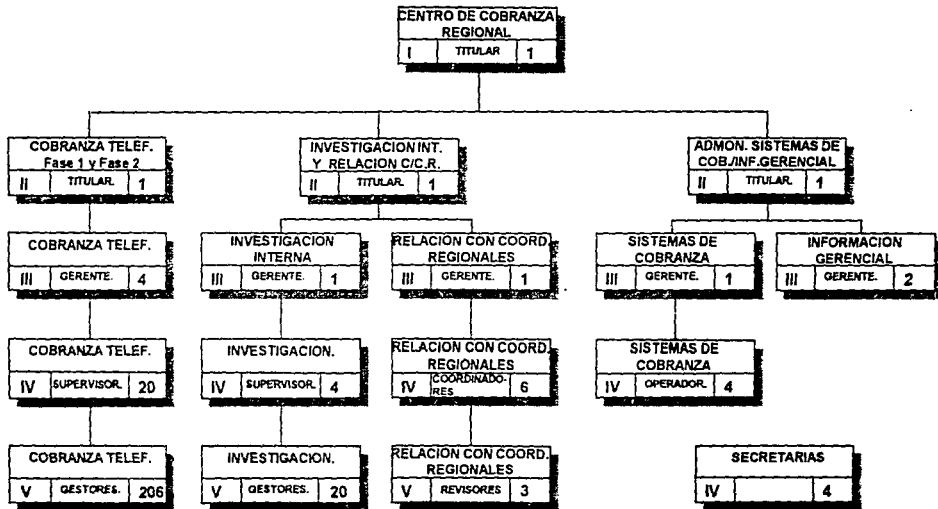 CENTRO DE COBRANZA
REGIONAL
I TITULAR 1
COBRANZA TELEF.
Fase 1 y Fase 2
II TITULAR. 1
INVESTIGACION INT.
Y RELACION C/C.R.
II TITULAR. 1
ADMON. SISTEMAS DE
COB./INF.GERENCIAL
II TITULAR. 1
COBRANZA TELEF.
III GERENTE. 4
INVESTIGACION
INTERNA
III GERENTE. 1
RELACION CON COORD.
REGIONALES
III GERENTE. 1
SISTEMAS DE
COBRANZA
III GERENTE. 1
INFORMACION
GERENCIAL
III GERENTE. 2
COBRANZA TELEF.
IV SUPERVISOR. 20
INVESTIGACION.
IV SUPERVISOR. 4
RELACION CON COORD.
REGIONALES
IV COORDINADO-
RES 6
SISTEMAS DE
COBRANZA
IV OPERADOR. 4
COBRANZA TELEF.
V GESTORES. 206
INVESTIGACION.
V GESTORES. 20
RELACION CON COORD.
REGIONALES
V REVISORES 3
SECRETARIAS
IV 4